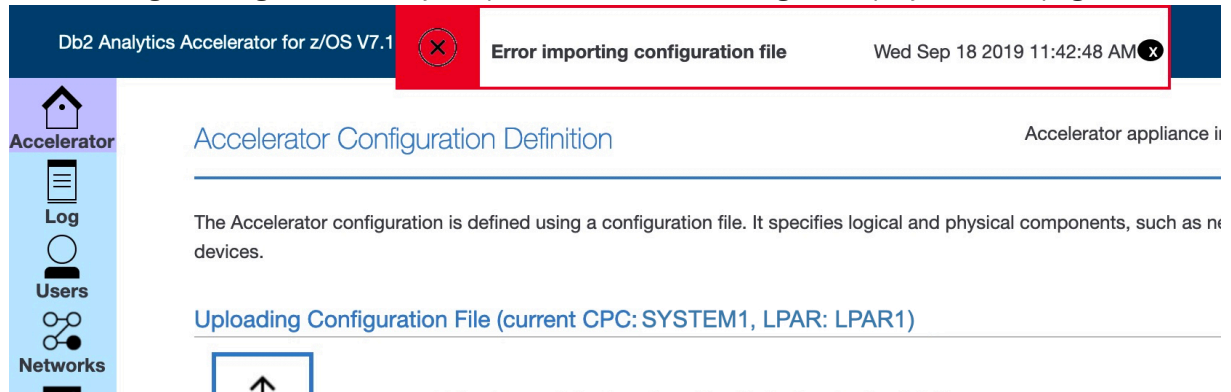 Db2 Analytics Accelerator for z/OS V7.1
Error importing configuration file
Wed Sep 18 2019 11:42:48 AM
x
Accelerator
Accelerator Configuration Definition
Accelerator appliance
Log
The Accelerator configuration is defined using a configuration file. It specifies logical and physical components, such as
devices.
Users
Uploading Configuration File (current CPC: SYSTEM1, LPAR: LPAR1)
Networks